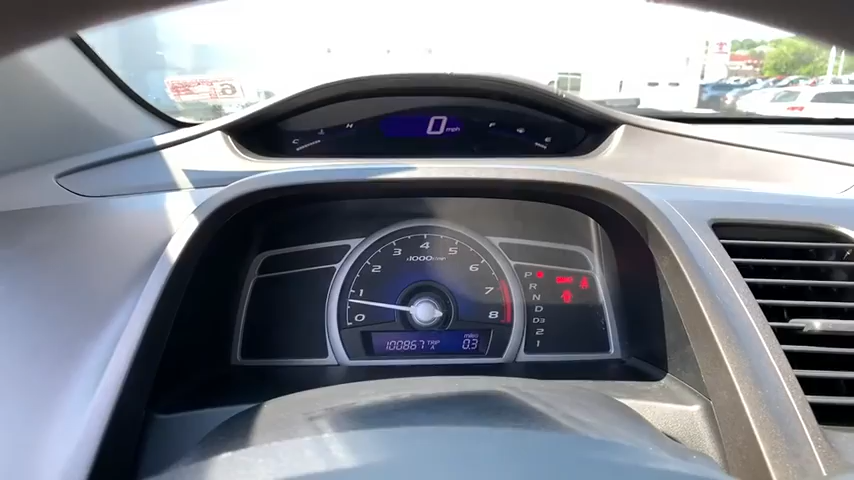 C H 0 mph F E
0 1 2 3 4 5 6 7 8
x1000r/min
P
R
N
D
D3
2
1
miles
100867 TRIP A 0.3